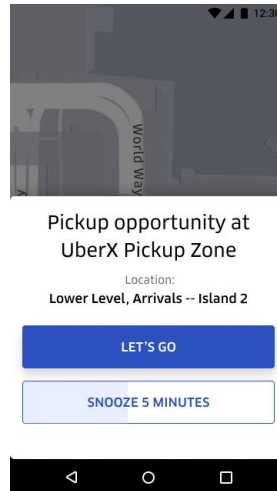 12:30
World Way
Pickup opportunity at
UberX Pickup Zone
Location:
Lower Level, Arrivals -- Island 2
LET'S GO
SNOOZE 5 MINUTES